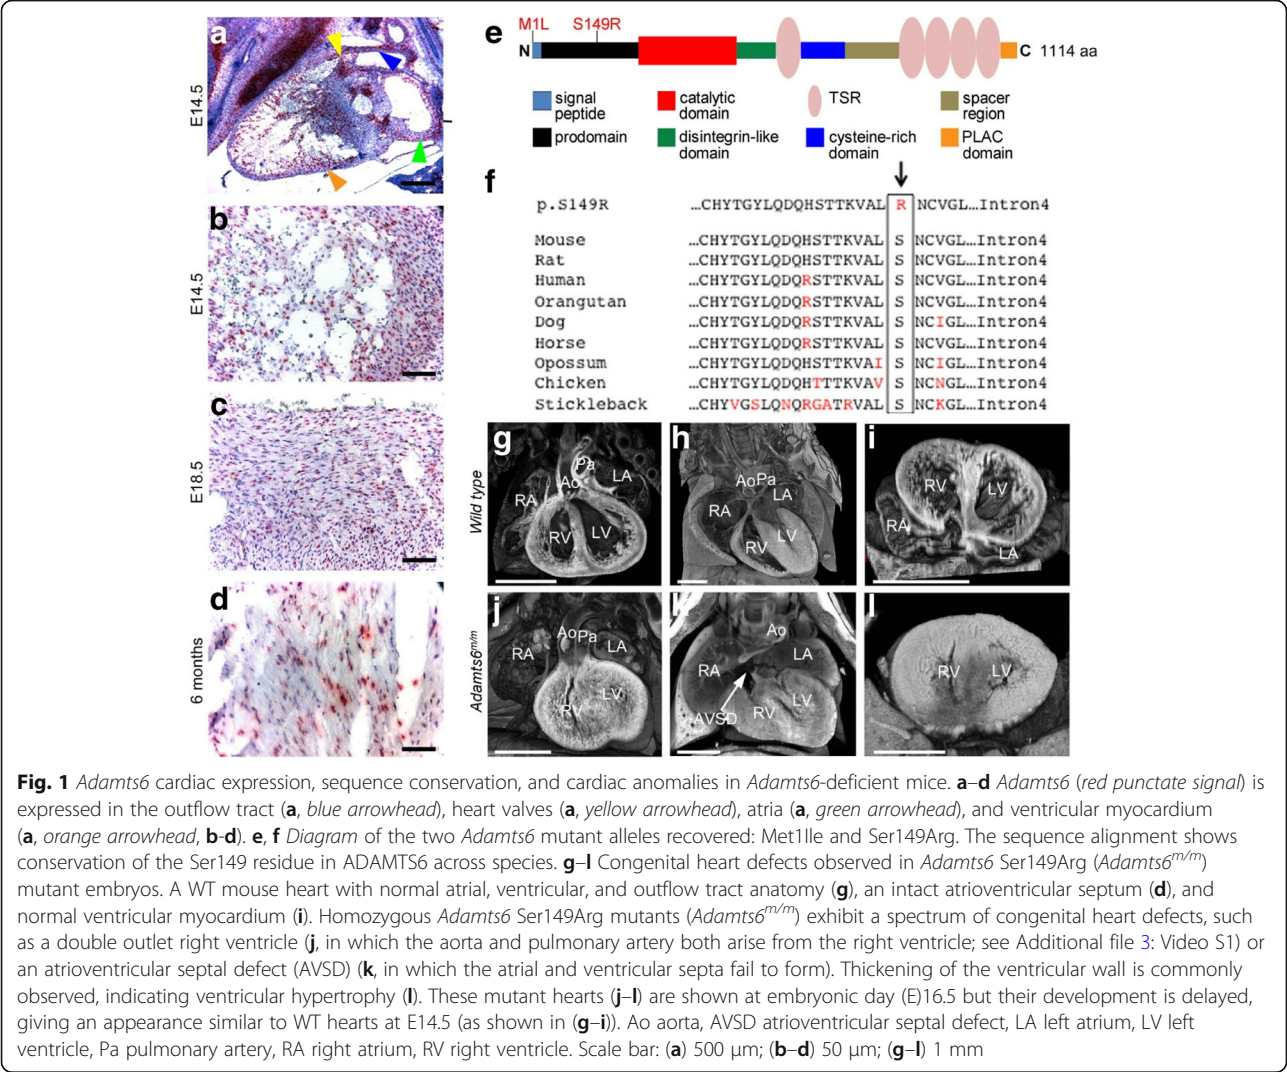 a
E14.5
b
E14.5
c
E18.5
d
6 months
e
M1L
S149R
N
C 1114 aa
signal peptide
catalytic domain
TSR
spacer region
prodomain
disintegrin-like domain
cysteine-rich domain
PLAC domain
f
p.S149R ...CHYTGYLQDQHSTTKVAL R NCVGL...Intron4
Mouse ...CHYTGYLQDQHSTTKVAL S NCVGL...Intron4
Rat ...CHYTGYLQDQHSTTKVAL S NCVGL...Intron4
Human ...CHYTGYLQDQRSTTKVAL S NCVGL...Intron4
Orangutan ...CHYTGYLQDQRSTTKVAL S NCVGL...Intron4
Dog ...CHYTGYLQDQRSTTKVAL S NCIGL...Intron4
Horse ...CHYTGYLQDQRSTTKVAL S NCVGL...Intron4
Opossum ...CHYTGYLQDQHSTTKVAI S NCIGL...Intron4
Chicken ...CHYTGYLQDQHTTTKVAV S NCNGL...Intron4
Stickleback ...CHYVGSLQNQRGATRVAL S NCKGL...Intron4
Wild type
g
Pa
Ao
LA
RA
RV
LV
h
AoPa
LA
RA
LV
RV
i
RV
LV
RA
LA
Adamts6m/m
j
AoPa
RA
LA
LV
RV
k
Ao
RA
LA
AVSD
RV
LV
l
RV
LV
Fig. 1 Adamts6 cardiac expression, sequence conservation, and cardiac anomalies in Adamts6-deficient mice. a–d Adamts6 (red punctate signal) is
expressed in the outflow tract (a, blue arrowhead), heart valves (a, yellow arrowhead), atria (a, green arrowhead), and ventricular myocardium
(a, orange arrowhead, b-d). e, f Diagram of the two Adamts6 mutant alleles recovered: Met1Ile and Ser149Arg. The sequence alignment shows
conservation of the Ser149 residue in ADAMTS6 across species. g–l Congenital heart defects observed in Adamts6 Ser149Arg (Adamts6m/m)
mutant embryos. A WT mouse heart with normal atrial, ventricular, and outflow tract anatomy (g), an intact atrioventricular septum (d), and
normal ventricular myocardium (i). Homozygous Adamts6 Ser149Arg mutants (Adamts6m/m) exhibit a spectrum of congenital heart defects, such
as a double outlet right ventricle (j, in which the aorta and pulmonary artery both arise from the right ventricle; see Additional file 3: Video S1) or
an atrioventricular septal defect (AVSD) (k, in which the atrial and ventricular septa fail to form). Thickening of the ventricular wall is commonly
observed, indicating ventricular hypertrophy (l). These mutant hearts (j–l) are shown at embryonic day (E)16.5 but their development is delayed,
giving an appearance similar to WT hearts at E14.5 (as shown in (g–i)). Ao aorta, AVSD atrioventricular septal defect, LA left atrium, LV left
ventricle, Pa pulmonary artery, RA right atrium, RV right ventricle. Scale bar: (a) 500 μm; (b–d) 50 μm; (g–l) 1 mm